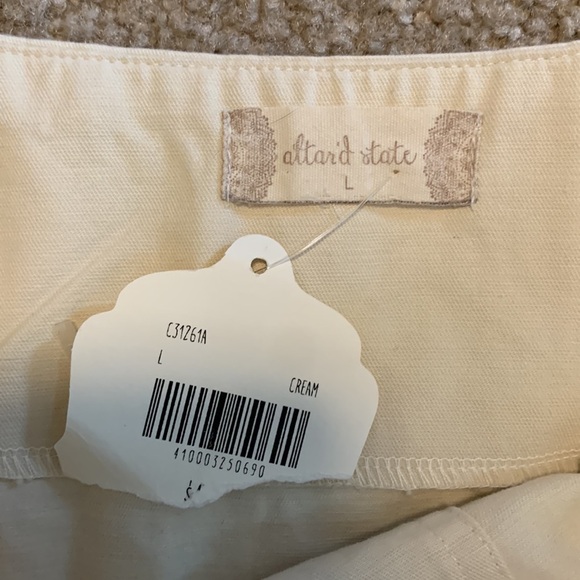 altar'd state
L
C31261A
L
CREAM
410003250690